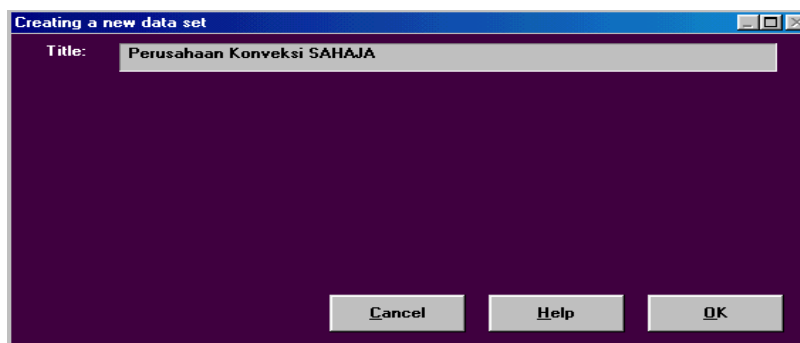 Creating a new data set
Title: Perusahaan Konveksi SAHAJA
Cancel Help OK